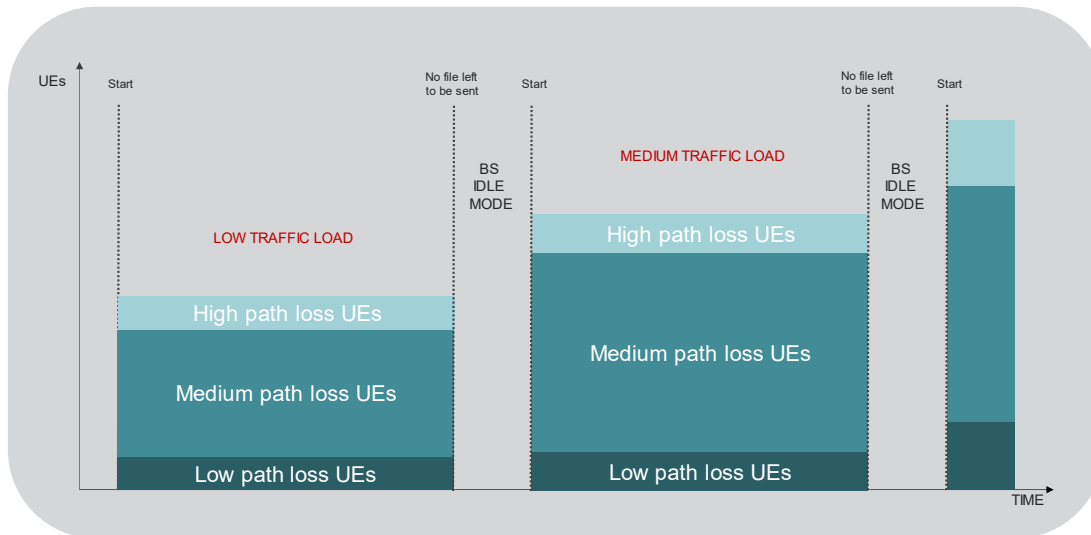 UEs
Start
No file left
to be sent
Start
No file left
to be sent
Start
MEDIUM TRAFFIC LOAD
BS
IDLE
MODE
BS
IDLE
MODE
LOW TRAFFIC LOAD
High path loss UEs
High path loss UEs
Medium path loss UEs
Medium path loss UEs
Low path loss UEs
Low path loss UEs
TIME